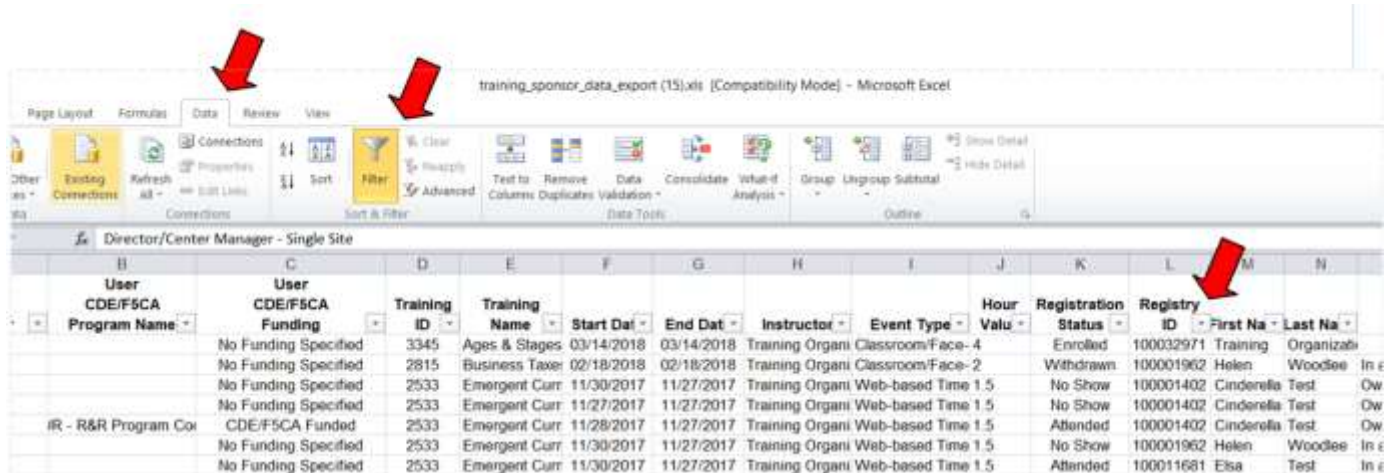 training_sponsor_data_export (15).xls [Compatibility Mode] - Microsoft Excel
Page Layout Formulas Data Review View
Connections Clear Show Detail
Properties Reapply Hide Detail
Other Existing Connections Refresh All Edit Links Sort Filter Advanced Text to Columns Remove Duplicates Data Validation Consolidate What-If Analysis Group Ungroup Subtotal
Connections Sort & Filter Data Tools Outline
fx Director/Center Manager - Single Site
B C D E F G H I J K L M N
User CDE/F5CA Program Name User CDE/F5CA Funding Training ID Training Name Start Dat End Dat Instructor Event Type Hour Valu Registration Status Registry ID First Na Last Na
No Funding Specified 3345 Ages & Stages 03/14/2018 03/14/2018 Training Organi Classroom/Face- 4 Enrolled 100032971 Training Organizati
No Funding Specified 2815 Business Taxes 02/18/2018 02/18/2018 Training Organi Classroom/Face- 2 Withdrawn 100001962 Helen Woodlee In
No Funding Specified 2533 Emergent Curr 11/30/2017 11/27/2017 Training Organi Web-based Time 1.5 No Show 100001402 Cinderella Test Ow
No Funding Specified 2533 Emergent Curr 11/27/2017 11/27/2017 Training Organi Web-based Time 1.5 No Show 100001402 Cinderella Test Ow
R - R&R Program Coo CDE/F5CA Funded 2533 Emergent Curr 11/28/2017 11/27/2017 Training Organi Web-based Time 1.5 Attended 100001402 Cinderella Test Ow
No Funding Specified 2533 Emergent Curr 11/30/2017 11/27/2017 Training Organi Web-based Time 1.5 No Show 100001962 Helen Woodlee In
No Funding Specified 2533 Emergent Curr 11/30/2017 11/27/2017 Training Organi Web-based Time 1.5 Attended 100011681 Elsa Test In